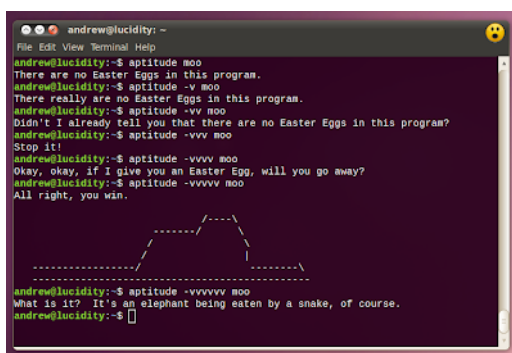 andrew@lucidity: ~
File Edit View Terminal Help
andrew@lucidity:~$ aptitude moo
There are no Easter Eggs in this program.
andrew@lucidity:~$ aptitude -v moo
There really are no Easter Eggs in this program.
andrew@lucidity:~$ aptitude -vv moo
Didn't I already tell you that there are no Easter Eggs in this program?
andrew@lucidity:~$ aptitude -vvv moo
Stop it!
andrew@lucidity:~$ aptitude -vvvv moo
Okay, okay, if I give you an Easter Egg, will you go away?
andrew@lucidity:~$ aptitude -vvvvv moo
All right, you win.

                               /----\
                       -------/      \
                      /               \
                     /                |
   -----------------/                  --------\
   ----------------------------------------------
andrew@lucidity:~$ aptitude -vvvvvv moo
What is it?  It's an elephant being eaten by a snake, of course.
andrew@lucidity:~$